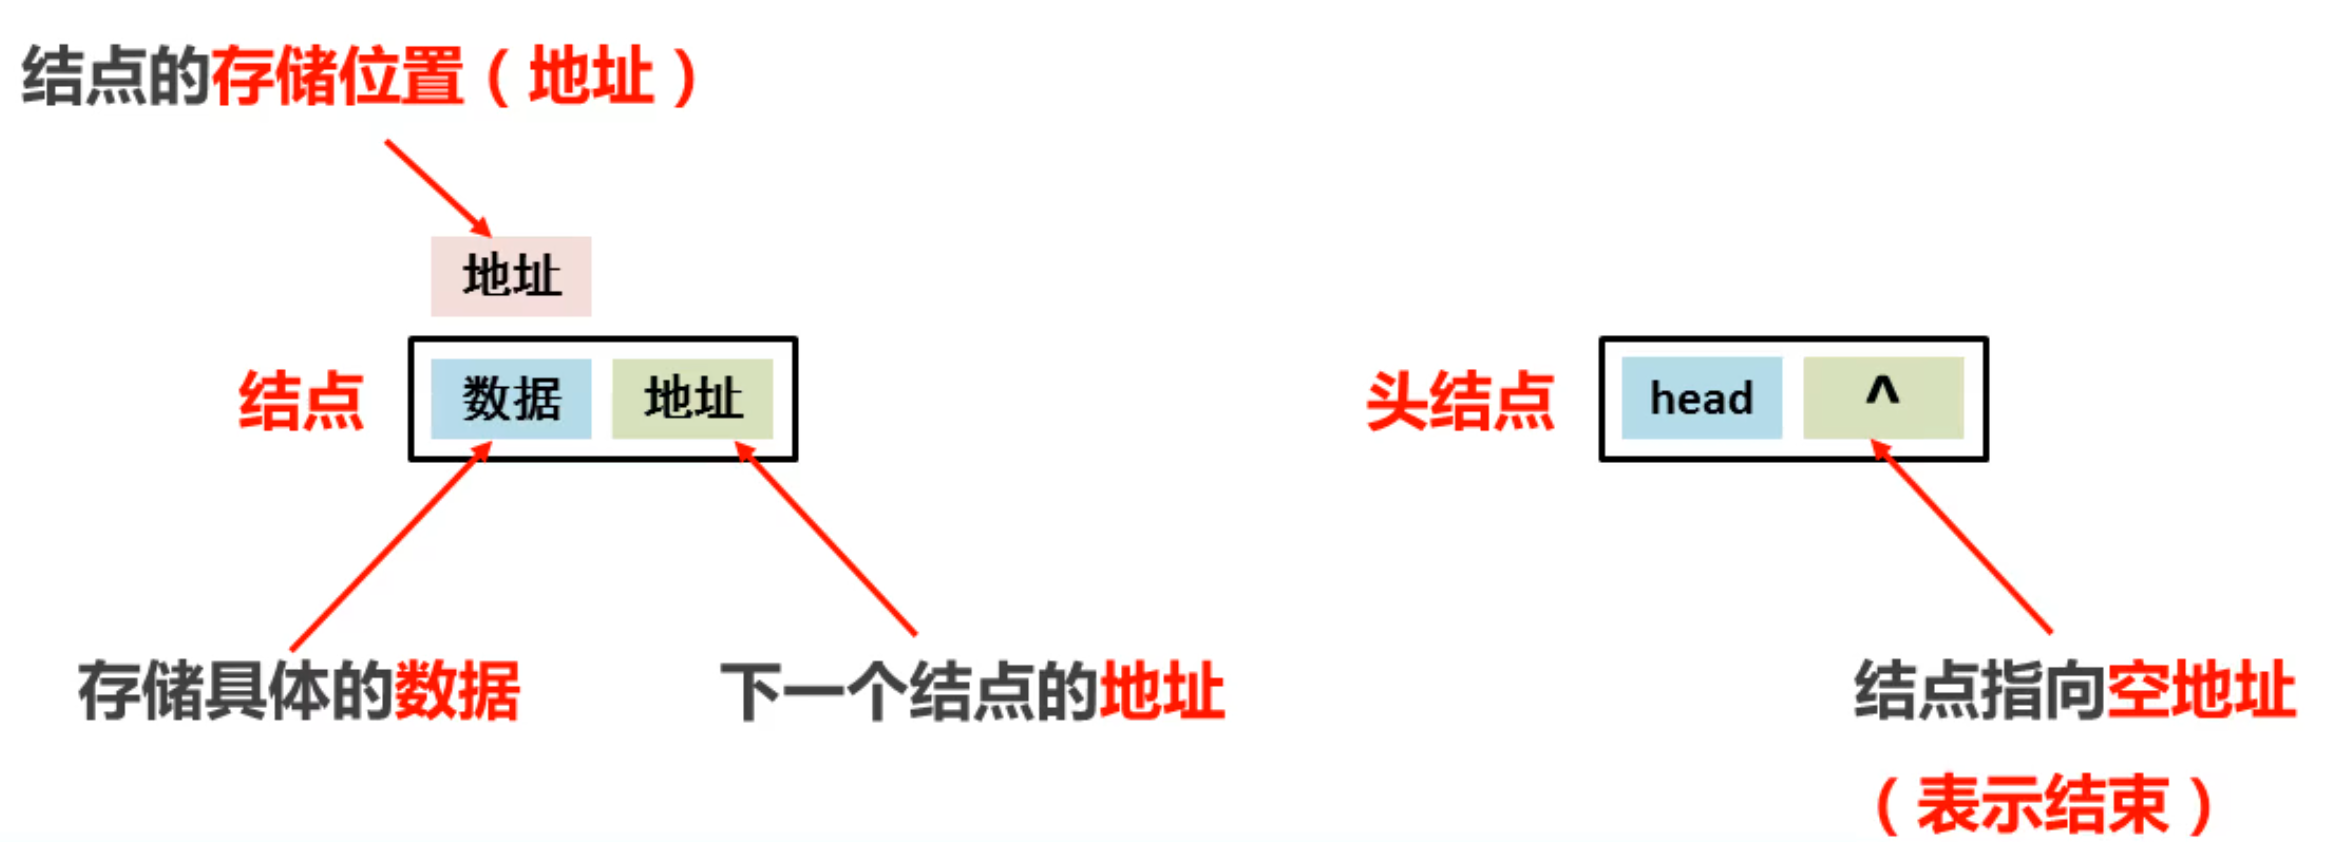 结点的存储位置（地址）
地址
结点
数据
地址
头结点
head
^
存储具体的数据
下一个结点的地址
结点指向空地址
（表示结束）